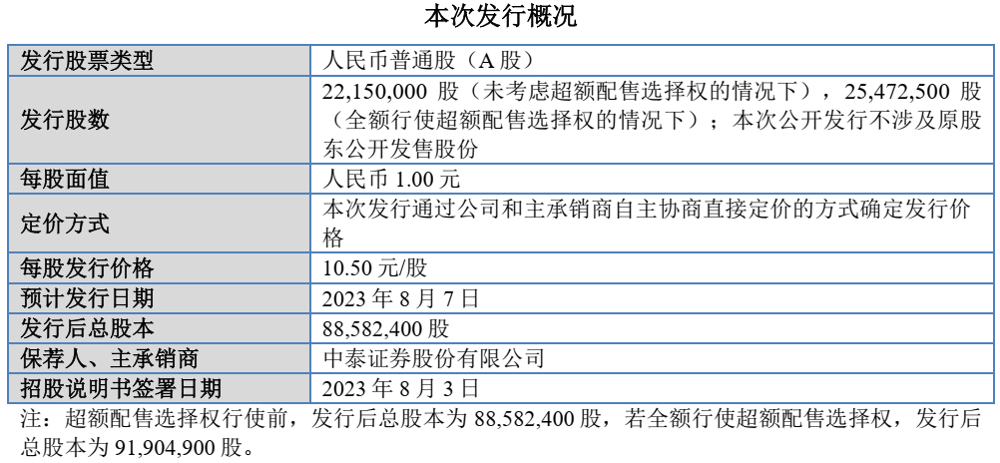 本次发行概况
发行股票类型
人民币普通股（A 股）
发行股数
22,150,000 股（未考虑超额配售选择权的情况下），25,472,500 股
（全额行使超额配售选择权的情况下）；本次公开发行不涉及原股
东公开发售股份
每股面值
人民币 1.00 元
定价方式
本次发行通过公司和主承销商自主协商直接定价的方式确定发行价
格
每股发行价格
10.50 元/股
预计发行日期
2023 年 8 月 7 日
发行后总股本
88,582,400 股
保荐人、主承销商
中泰证券股份有限公司
招股说明书签署日期
2023 年 8 月 3 日
注：超额配售选择权行使前，发行后总股本为 88,582,400 股，若全额行使超额配售选择权，发行后
总股本为 91,904,900 股。